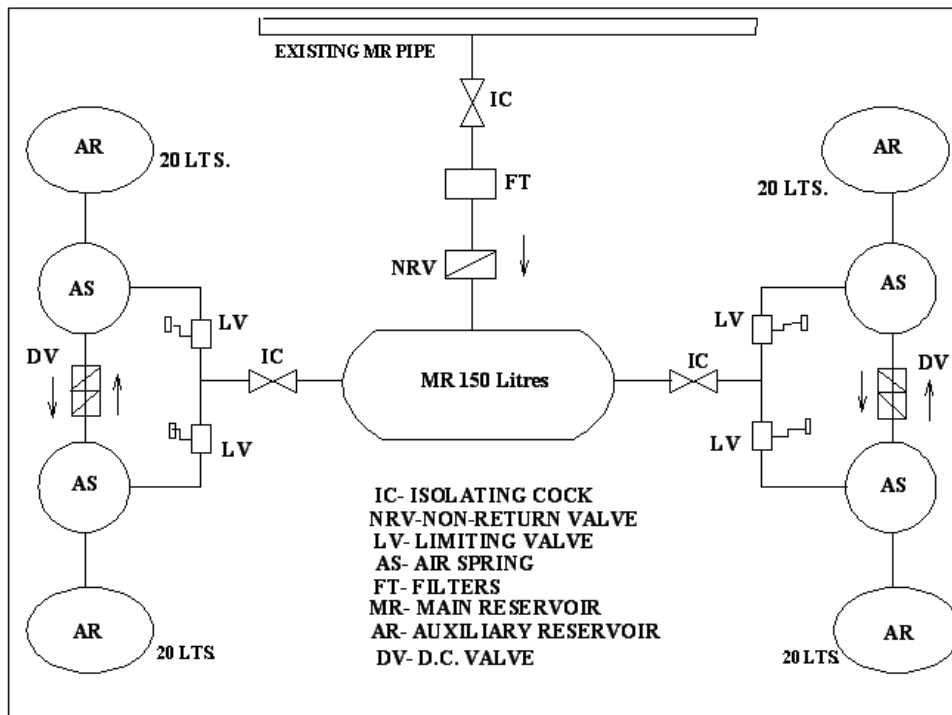 EXISTING MR PIPE
IC
AR
20 LTS.
AR
20 LTS.
FT
NRV
AS
AS
LV
LV
DV
IC
MR 150 Litres
IC
DV
LV
LV
AS
AS
IC- ISOLATING COCK
NRV-NON-RETURN VALVE
LV- LIMITING VALVE
AS- AIR SPRING
FT- FILTERS
MR- MAIN RESERVOIR
AR- AUXILIARY RESERVOIR
DV- D.C. VALVE
AR
20 LTS.
AR
20 LTS.